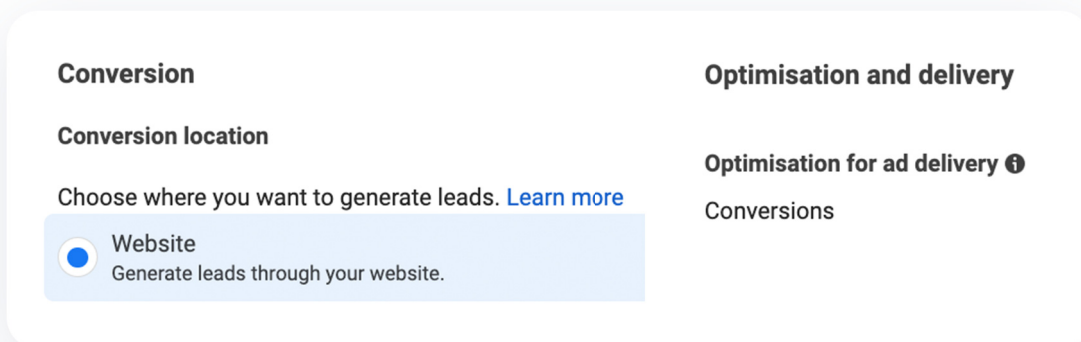 Conversion
Conversion location
Choose where you want to generate leads. Learn more
Website
Generate leads through your website.
Optimisation and delivery
Optimisation for ad delivery
Conversions